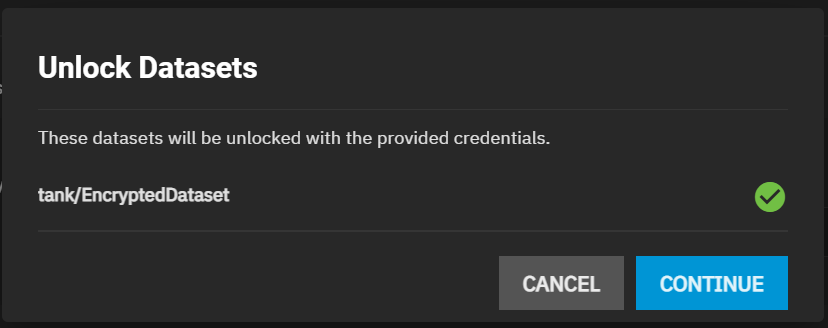 Unlock Datasets
These datasets will be unlocked with the provided credentials.
tank/EncryptedDataset
CANCEL CONTINUE